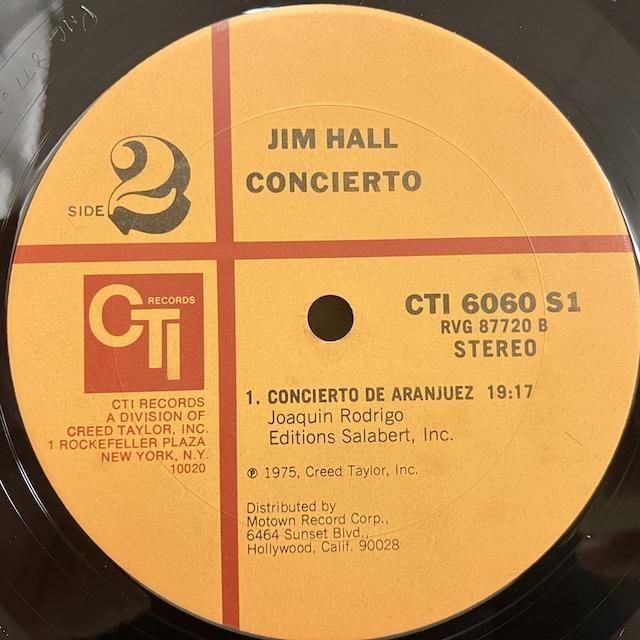 JIM HALL
CONCIERTO
SIDE 2
CTI RECORDS
CTI 6060 S1
RVG 87720 B
STEREO
1. CONCIERTO DE ARANJUEZ 19:17
Joaquin Rodrigo
Editions Salabert, Inc.
CTI RECORDS
A DIVISION OF
CREED TAYLOR, INC.
1 ROCKEFELLER PLAZA
NEW YORK, N.Y.
10020
℗ 1975, Creed Taylor, Inc.
Distributed by
Motown Record Corp.,
6464 Sunset Blvd.,
Hollywood, Calif. 90028